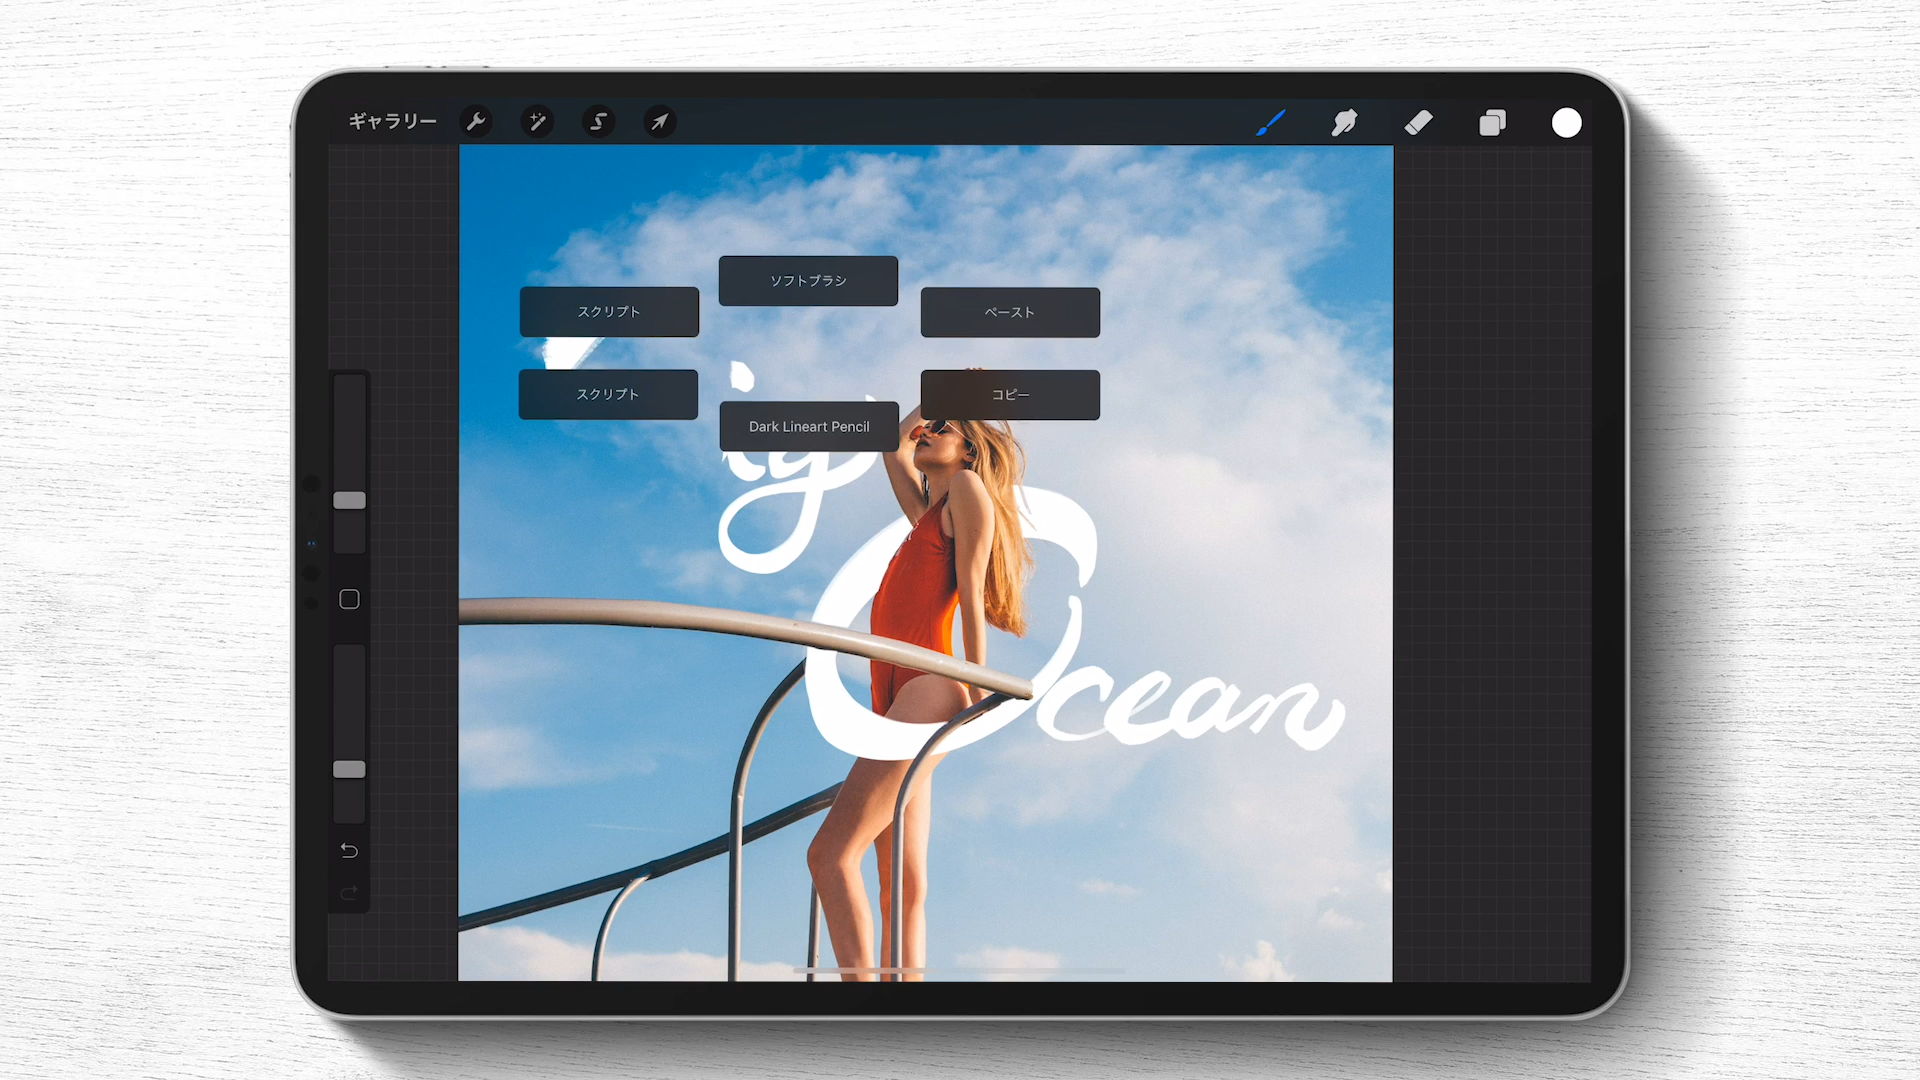 ギャラリー
ソフトブラシ
スクリプト
ペースト
スクリプト
コピー
Dark Lineart Pencil
Ocean